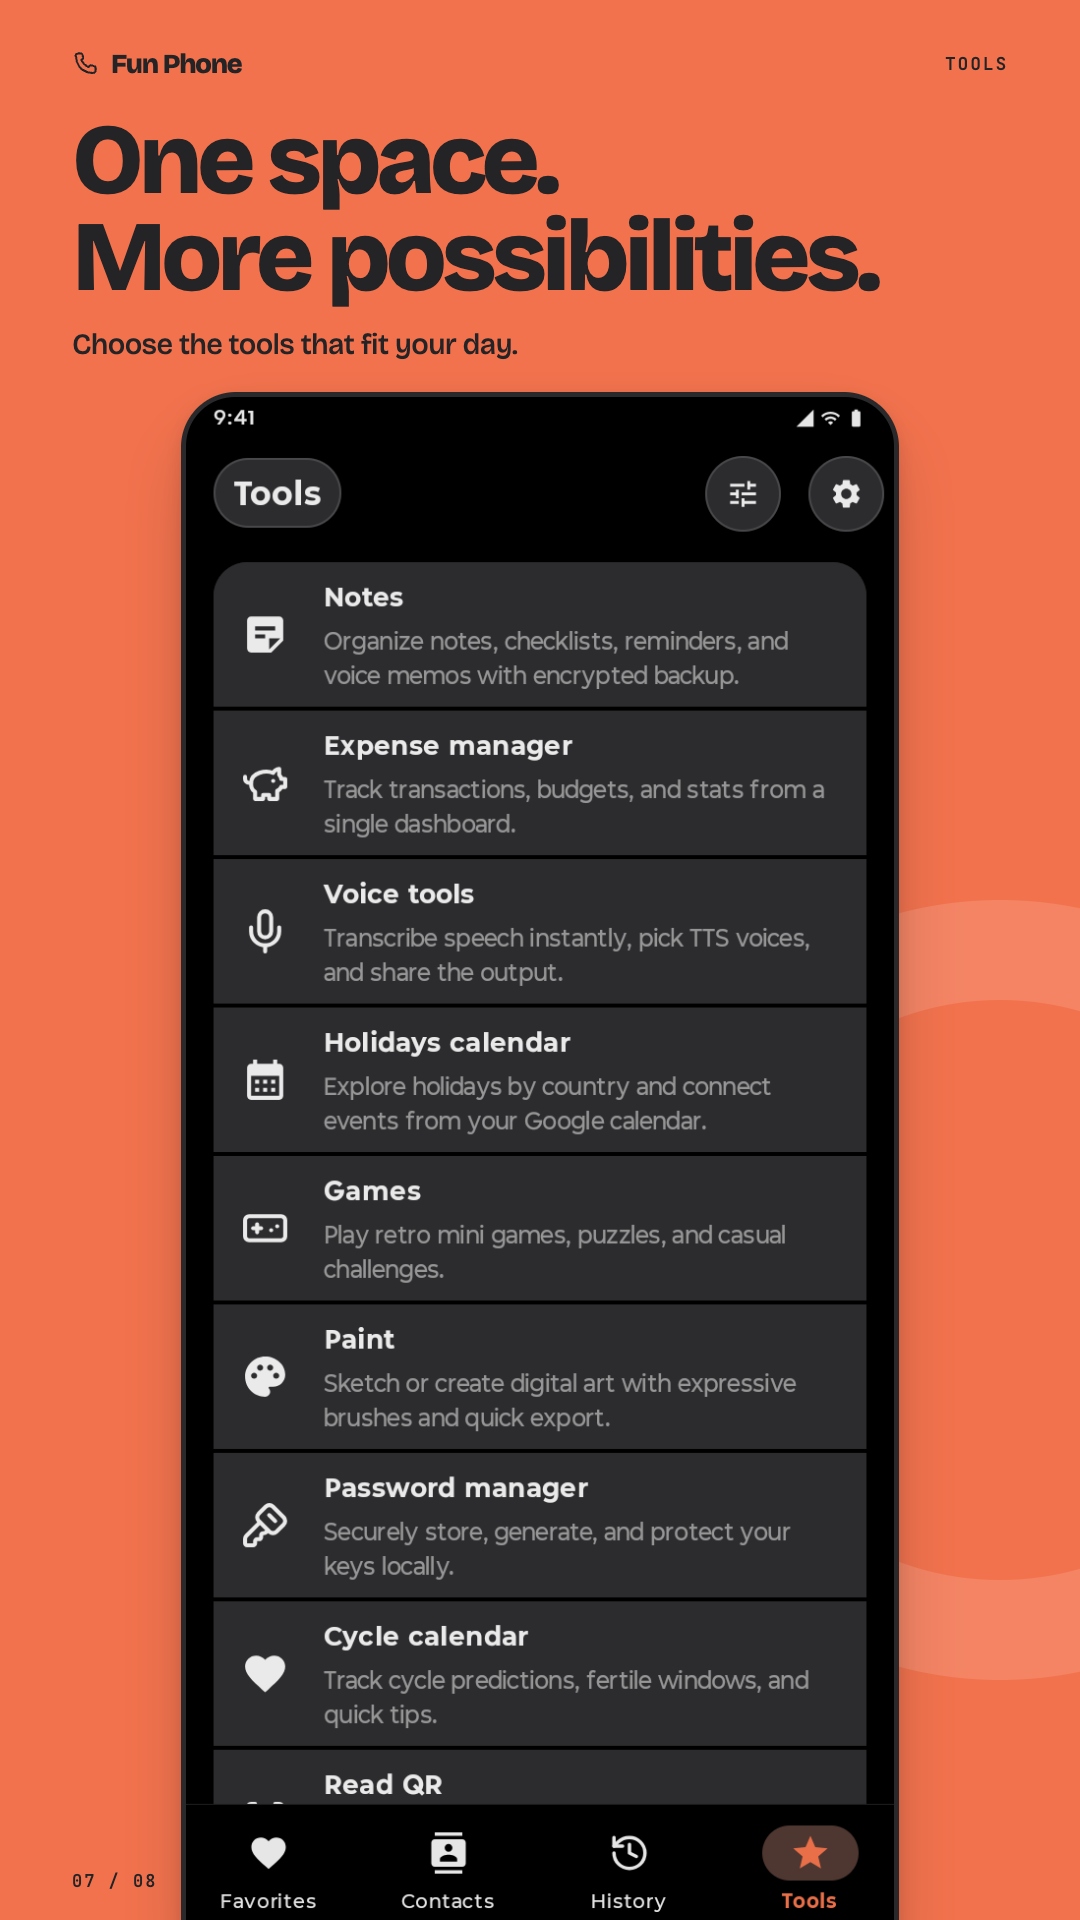 Fun Phone
TOOLS
One space.
More possibilities.
Choose the tools that fit your day.
9:41
Tools
Notes
Organize notes, checklists, reminders, and
voice memos with encrypted backup.
Expense manager
Track transactions, budgets, and stats from a
single dashboard.
Voice tools
Transcribe speech instantly, pick TTS voices,
and share the output.
Holidays calendar
Explore holidays by country and connect
events from your Google calendar.
Games
Play retro mini games, puzzles, and casual
challenges.
Paint
Sketch or create digital art with expressive
brushes and quick export.
Password manager
Securely store, generate, and protect your
keys locally.
Cycle calendar
Track cycle predictions, fertile windows, and
quick tips.
Read QR
07 / 08
Favorites
Contacts
History
Tools